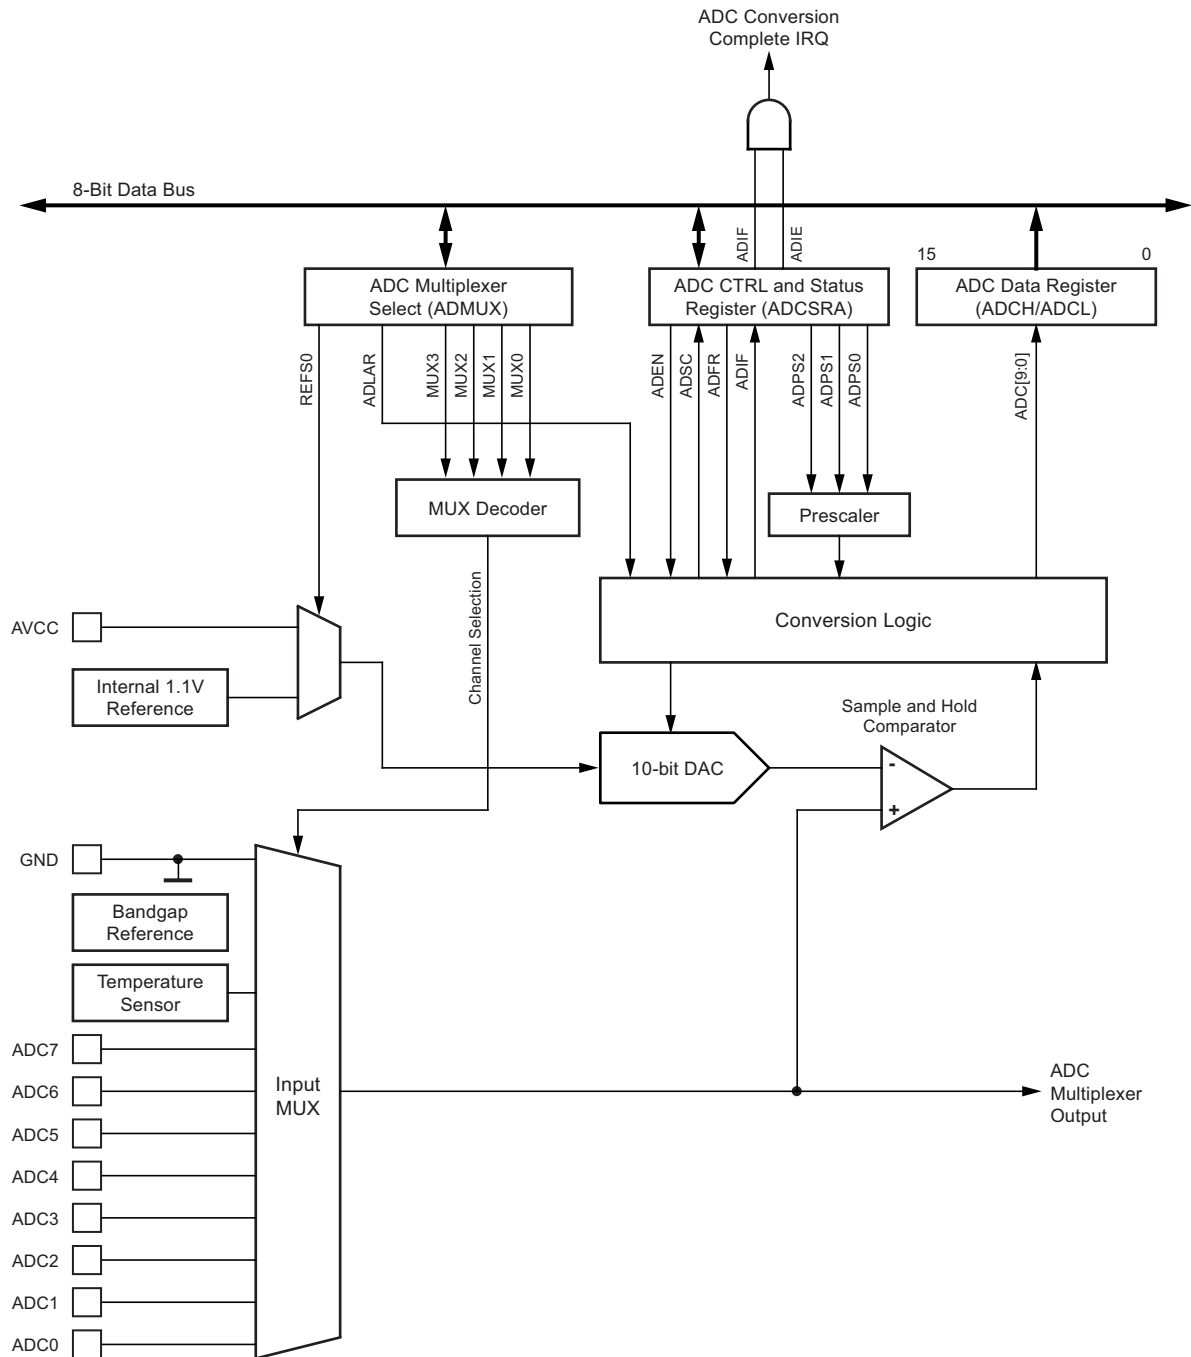 ADC Conversion
Complete IRQ
8-Bit Data Bus
ADIF
ADIE
15
0
ADC Multiplexer
Select (ADMUX)
ADC CTRL and Status
Register (ADCSRA)
ADC Data Register
(ADCH/ADCL)
REFS0
ADLAR
MUX3
MUX2
MUX1
MUX0
ADEN
ADSC
ADFR
ADIF
ADPS2
ADPS1
ADPS0
ADC[9:0]
MUX Decoder
Prescaler
Channel Selection
Conversion Logic
AVCC
Internal 1.1V
Reference
Sample and Hold
Comparator
10-bit DAC
-
+
GND
Bandgap
Reference
Temperature
Sensor
ADC7
ADC6
ADC5
ADC4
ADC3
ADC2
ADC1
ADC0
Input
MUX
ADC
Multiplexer
Output